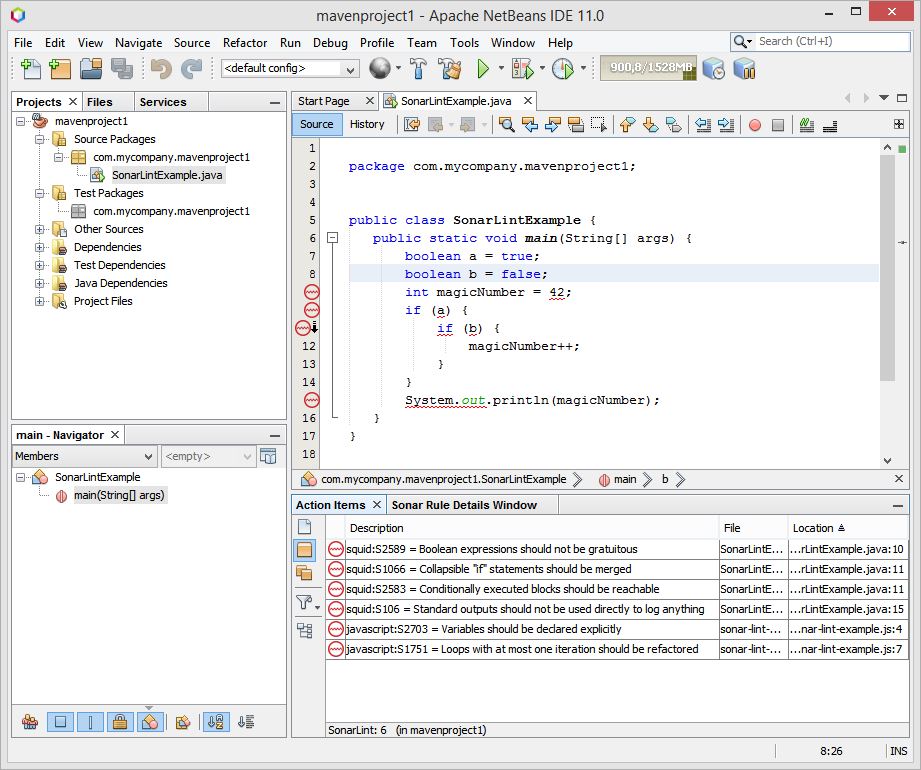 mavenproject1 - Apache NetBeans IDE 11.0
File Edit View Navigate Source Refactor Run Debug Profile Team Tools Window Help
Search (Ctrl+I)
<default config>
900,8/1528MB
Projects Files Services
mavenproject1
Source Packages
com.mycompany.mavenproject1
SonarLintExample.java
Test Packages
com.mycompany.mavenproject1
Other Sources
Dependencies
Test Dependencies
Java Dependencies
Project Files
main - Navigator
Members <empty>
SonarLintExample
main(String[] args)
Start Page SonarLintExample.java
Source History
1
2 package com.mycompany.mavenproject1;
3
4
5 public class SonarLintExample {
6 public static void main(String[] args) {
7 boolean a = true;
8 boolean b = false;
int magicNumber = 42;
if (a) {
if (b) {
12 magicNumber++;
13 }
14 }
System.out.println(magicNumber);
16 }
17 }
18
com.mycompany.mavenproject1.SonarLintExample main b
Action Items Sonar Rule Details Window
Description File Location
squid:S2589 = Boolean expressions should not be gratuitous SonarLintE... ...rLintExample.java:10
squid:S1066 = Collapsible "if" statements should be merged SonarLintE... ...rLintExample.java:11
squid:S2583 = Conditionally executed blocks should be reachable SonarLintE... ...rLintExample.java:11
squid:S106 = Standard outputs should not be used directly to log anything SonarLintE... ...rLintExample.java:15
javascript:S2703 = Variables should be declared explicitly sonar-lint-... ...nar-lint-example.js:4
javascript:S1751 = Loops with at most one iteration should be refactored sonar-lint-... ...nar-lint-example.js:7
SonarLint: 6 (in mavenproject1)
8:26 INS